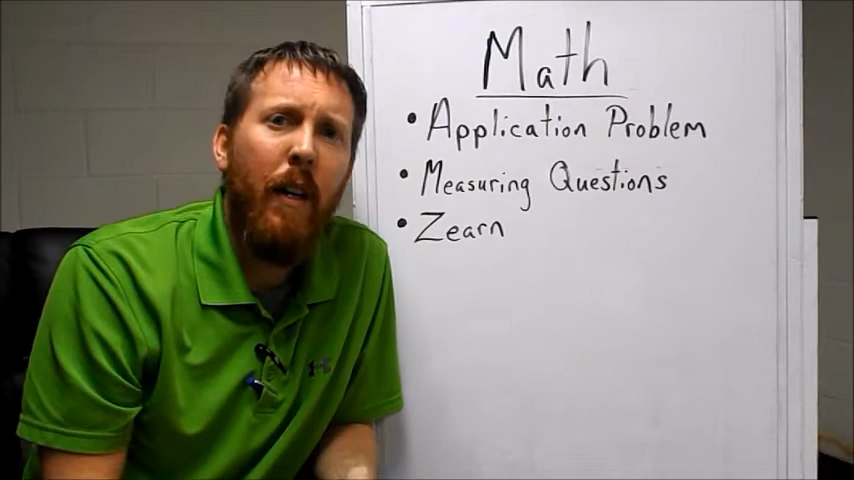 Math
• Application Problem
• Measuring Questions
• Zearn